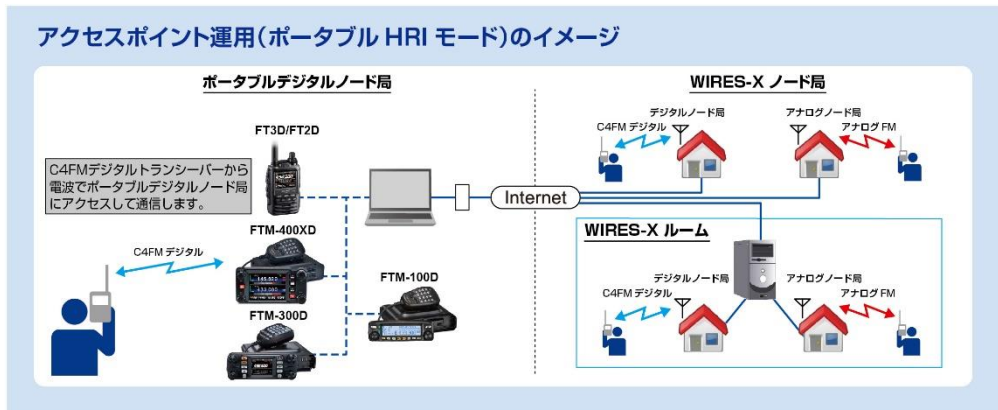 アクセスポイント運用(ポータブル HRI モード)のイメージ
ポータブルデジタルノード局
FT3D/FT2D
C4FMデジタルトランシーバーから
電波でポータブルデジタルノード局
にアクセスして通信します。
FTM-400XD
C4FM デジタル
FTM-100D
FTM-300D
Internet
WIRES-X ノード局
デジタルノード局
アナログノード局
C4FM デジタル
アナログ FM
WIRES-X ルーム
デジタルノード局
アナログノード局
C4FM デジタル
アナログ FM